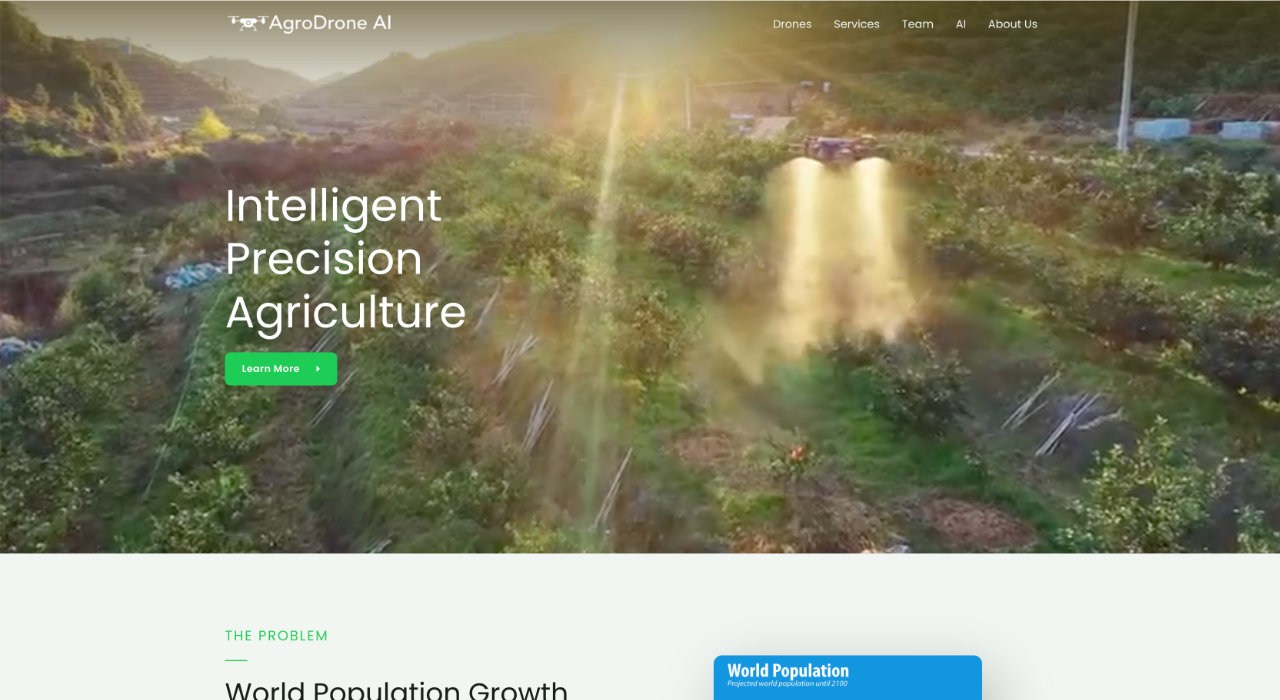 AgroDrone AI
Drones Services Team AI About Us
Intelligent
Precision
Agriculture
Learn More
THE PROBLEM
World Population Growth
World Population
Projected world population until 2100